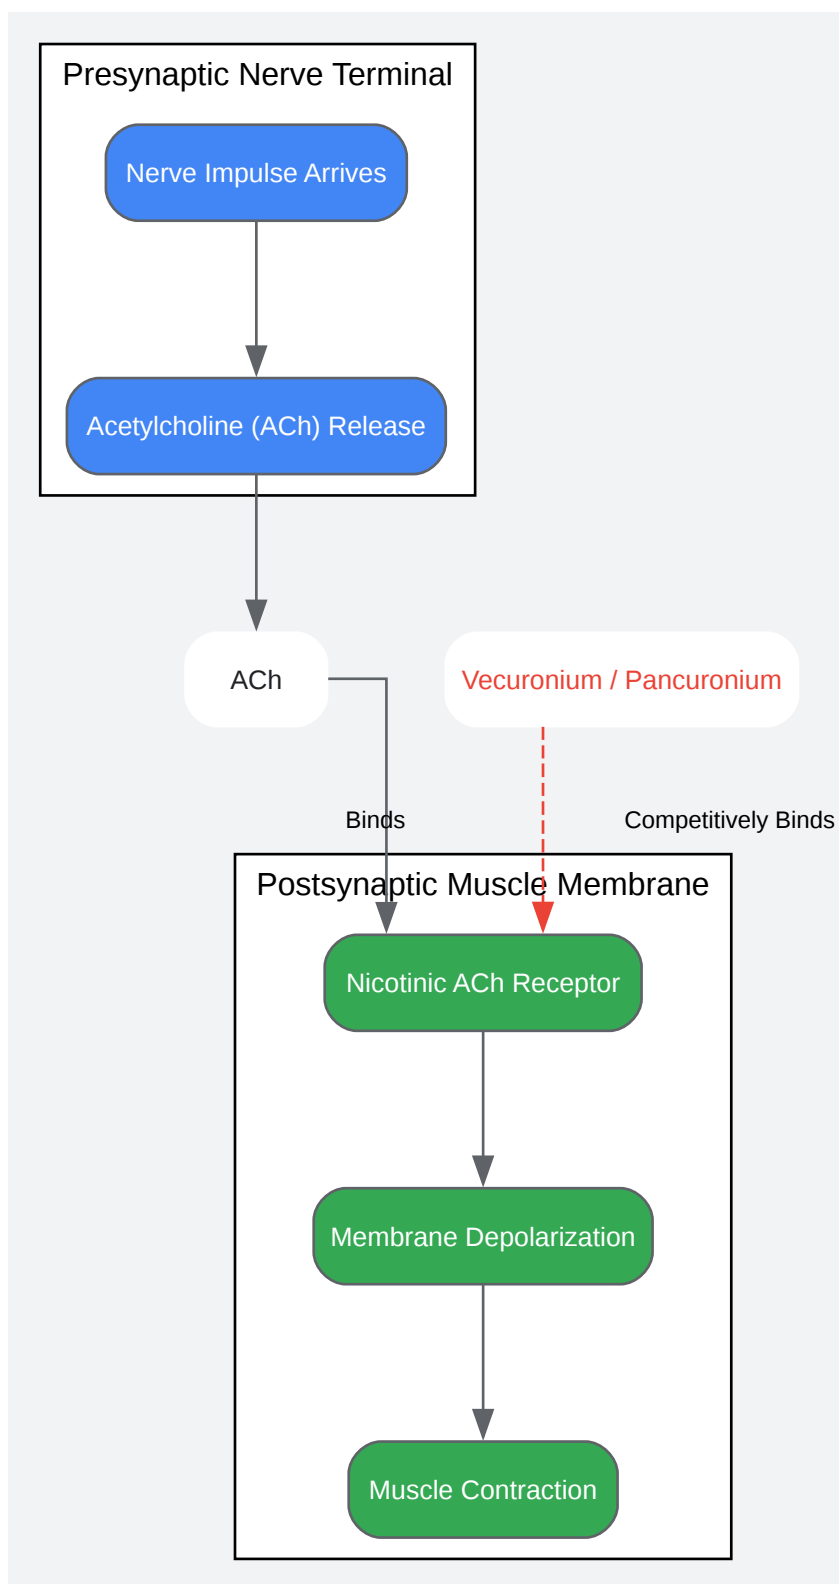 Presynaptic Nerve Terminal
Nerve Impulse Arrives
Acetylcholine (ACh) Release
ACh
Vecuronium / Pancuronium
Binds
Competitively Binds
Postsynaptic Muscle Membrane
Nicotinic ACh Receptor
Membrane Depolarization
Muscle Contraction